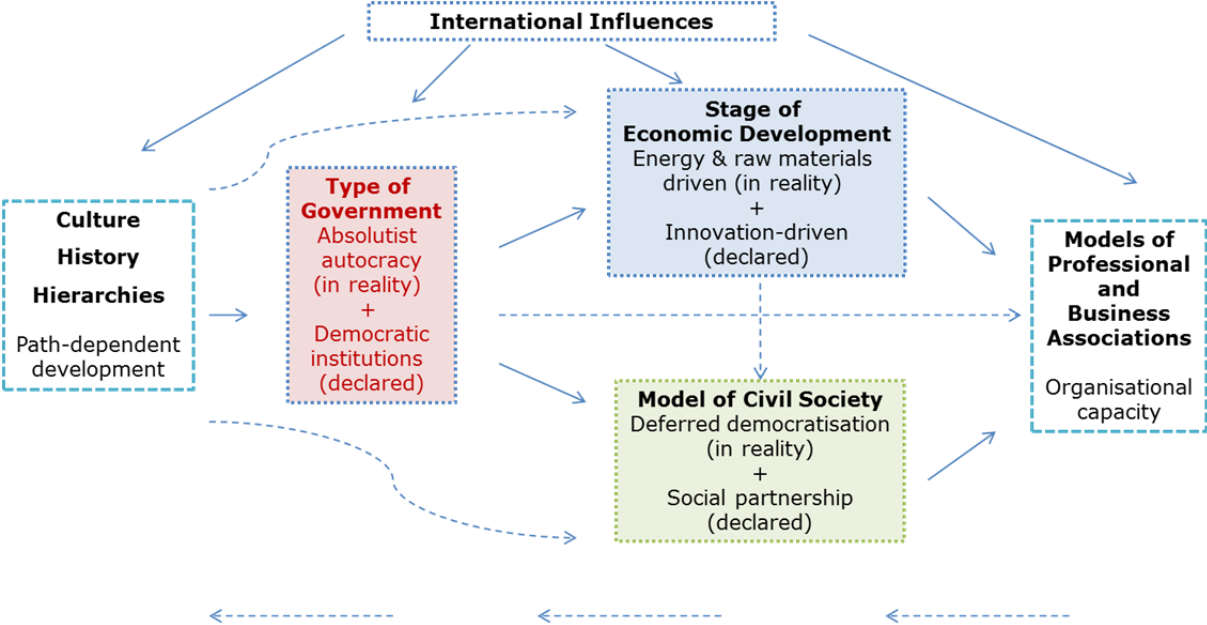 International Influences
Culture
History
Hierarchies
Path-dependent
development
Type of
Government
Absolutist
autocracy
(in reality)
+
Democratic
institutions
(declared)
Stage of
Economic Development
Energy & raw materials
driven (in reality)
+
Innovation-driven
(declared)
Model of Civil Society
Deferred democratisation
(in reality)
+
Social partnership
(declared)
Models of
Professional
and
Business
Associations
Organisational
capacity